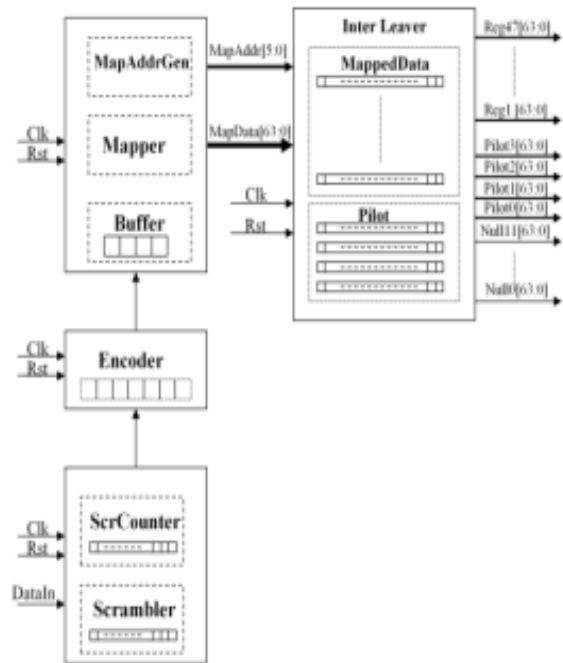 MapAddrGen
Mapper
Buffer
Clk
Rst
MapAddr[5:0]
MapData[63:0]
Inter Leaver
MappedData
Pilot
Clk
Rst
Reg47[63:0]
Reg1 [63:0]
Pilot3[63:0]
Pilot2[63:0]
Pilot1[63:0]
Pilot0[63:0]
Null11[63:0]
Null0[63:0]
Clk
Rst
Encoder
Clk
Rst
DataIn
ScrCounter
Scrambler